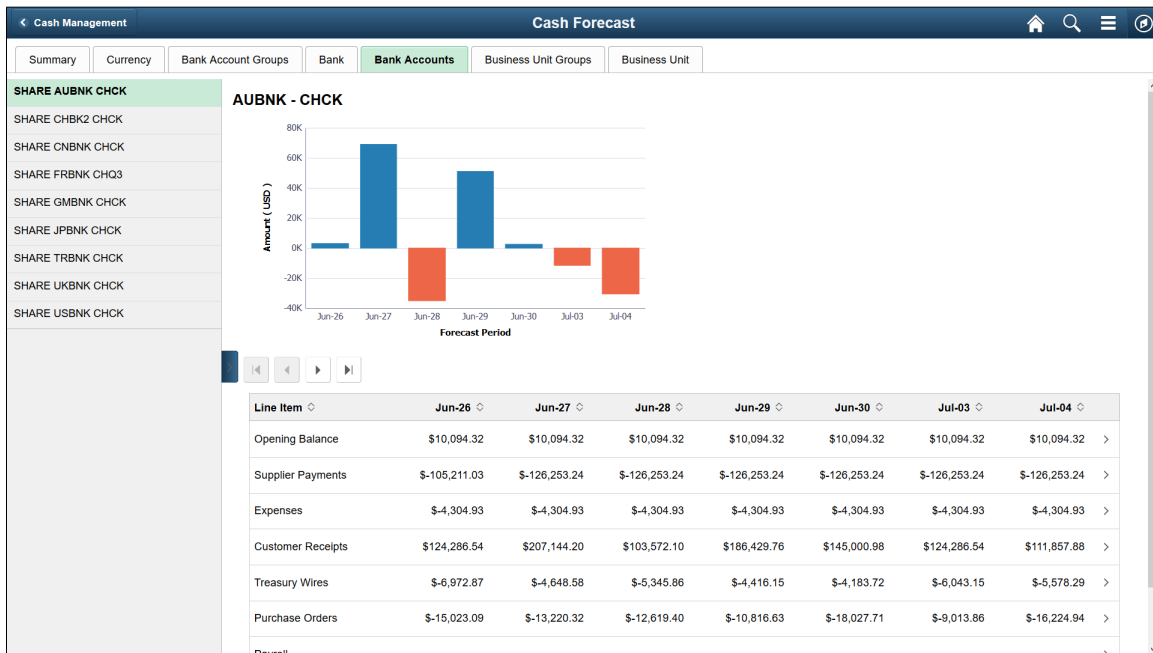 Cash Management
Cash Forecast
Summary Currency Bank Account Groups Bank Bank Accounts Business Unit Groups Business Unit
SHARE AUBNK CHCK
SHARE CHBK2 CHCK
SHARE CNBNK CHCK
SHARE FRBNK CHQ3
SHARE GMBNK CHCK
SHARE JPBNK CHCK
SHARE TRBNK CHCK
SHARE UKBNK CHCK
SHARE USBNK CHCK
AUBNK - CHCK
Amount ( USD )
80K
60K
40K
20K
0K
-20K
-40K
Jun-26 Jun-27 Jun-28 Jun-29 Jun-30 Jul-03 Jul-04
Forecast Period
Line Item Jun-26 Jun-27 Jun-28 Jun-29 Jun-30 Jul-03 Jul-04
Opening Balance $10,094.32 $10,094.32 $10,094.32 $10,094.32 $10,094.32 $10,094.32 $10,094.32
Supplier Payments $-105,211.03 $-126,253.24 $-126,253.24 $-126,253.24 $-126,253.24 $-126,253.24 $-126,253.24
Expenses $-4,304.93 $-4,304.93 $-4,304.93 $-4,304.93 $-4,304.93 $-4,304.93 $-4,304.93
Customer Receipts $124,286.54 $207,144.20 $103,572.10 $186,429.76 $145,000.98 $124,286.54 $111,857.88
Treasury Wires $-6,972.87 $-4,648.58 $-5,345.86 $-4,416.15 $-4,183.72 $-6,043.15 $-5,578.29
Purchase Orders $-15,023.09 $-13,220.32 $-12,619.40 $-10,816.63 $-18,027.71 $-9,013.86 $-16,224.94
Payroll